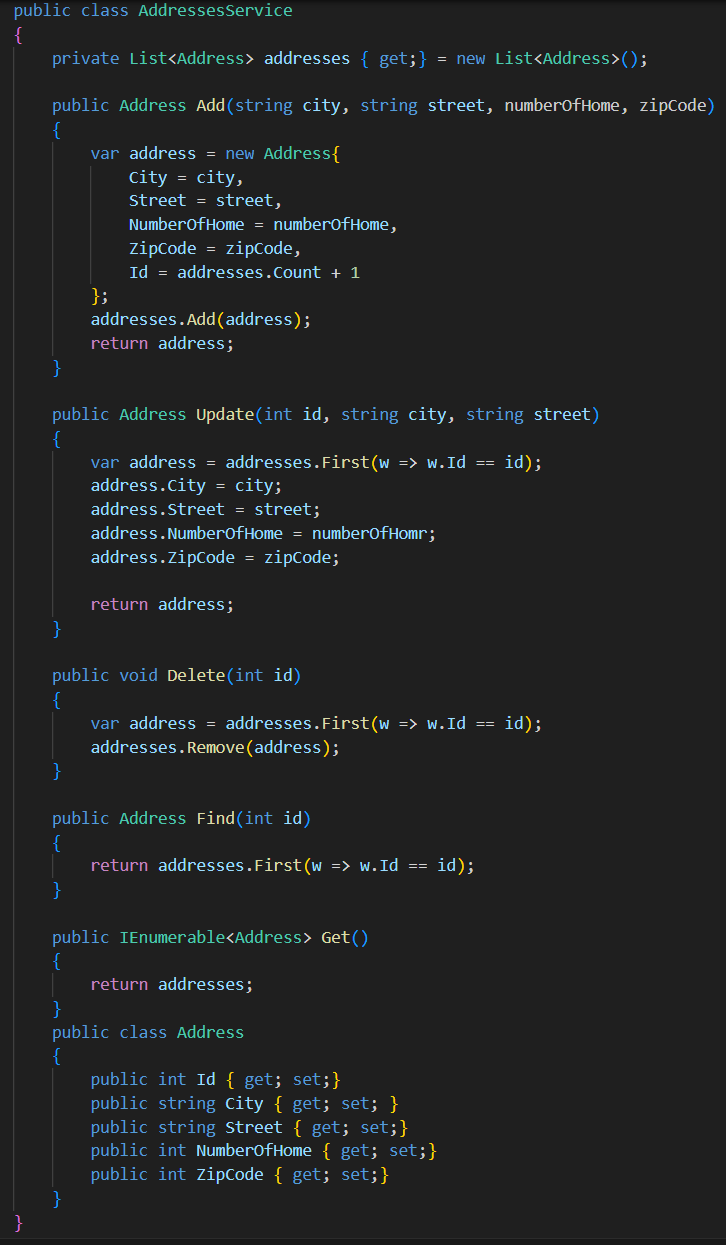 public class AddressesService
{
    private List<Address> addresses { get;} = new List<Address>();

    public Address Add(string city, string street, numberOfHome, zipCode)
    {
        var address = new Address{
            City = city,
            Street = street,
            NumberOfHome = numberOfHome,
            ZipCode = zipCode,
            Id = addresses.Count + 1
        };
        addresses.Add(address);
        return address;
    }

    public Address Update(int id, string city, string street)
    {
        var address = addresses.First(w => w.Id == id);
        address.City = city;
        address.Street = street;
        address.NumberOfHome = numberOfHomr;
        address.ZipCode = zipCode;

        return address;
    }

    public void Delete(int id)
    {
        var address = addresses.First(w => w.Id == id);
        addresses.Remove(address);
    }

    public Address Find(int id)
    {
        return addresses.First(w => w.Id == id);
    }

    public IEnumerable<Address> Get()
    {
        return addresses;
    }
    public class Address
    {
        public int Id { get; set;}
        public string City { get; set; }
        public string Street { get; set;}
        public int NumberOfHome { get; set;}
        public int ZipCode { get; set;}
    }
}